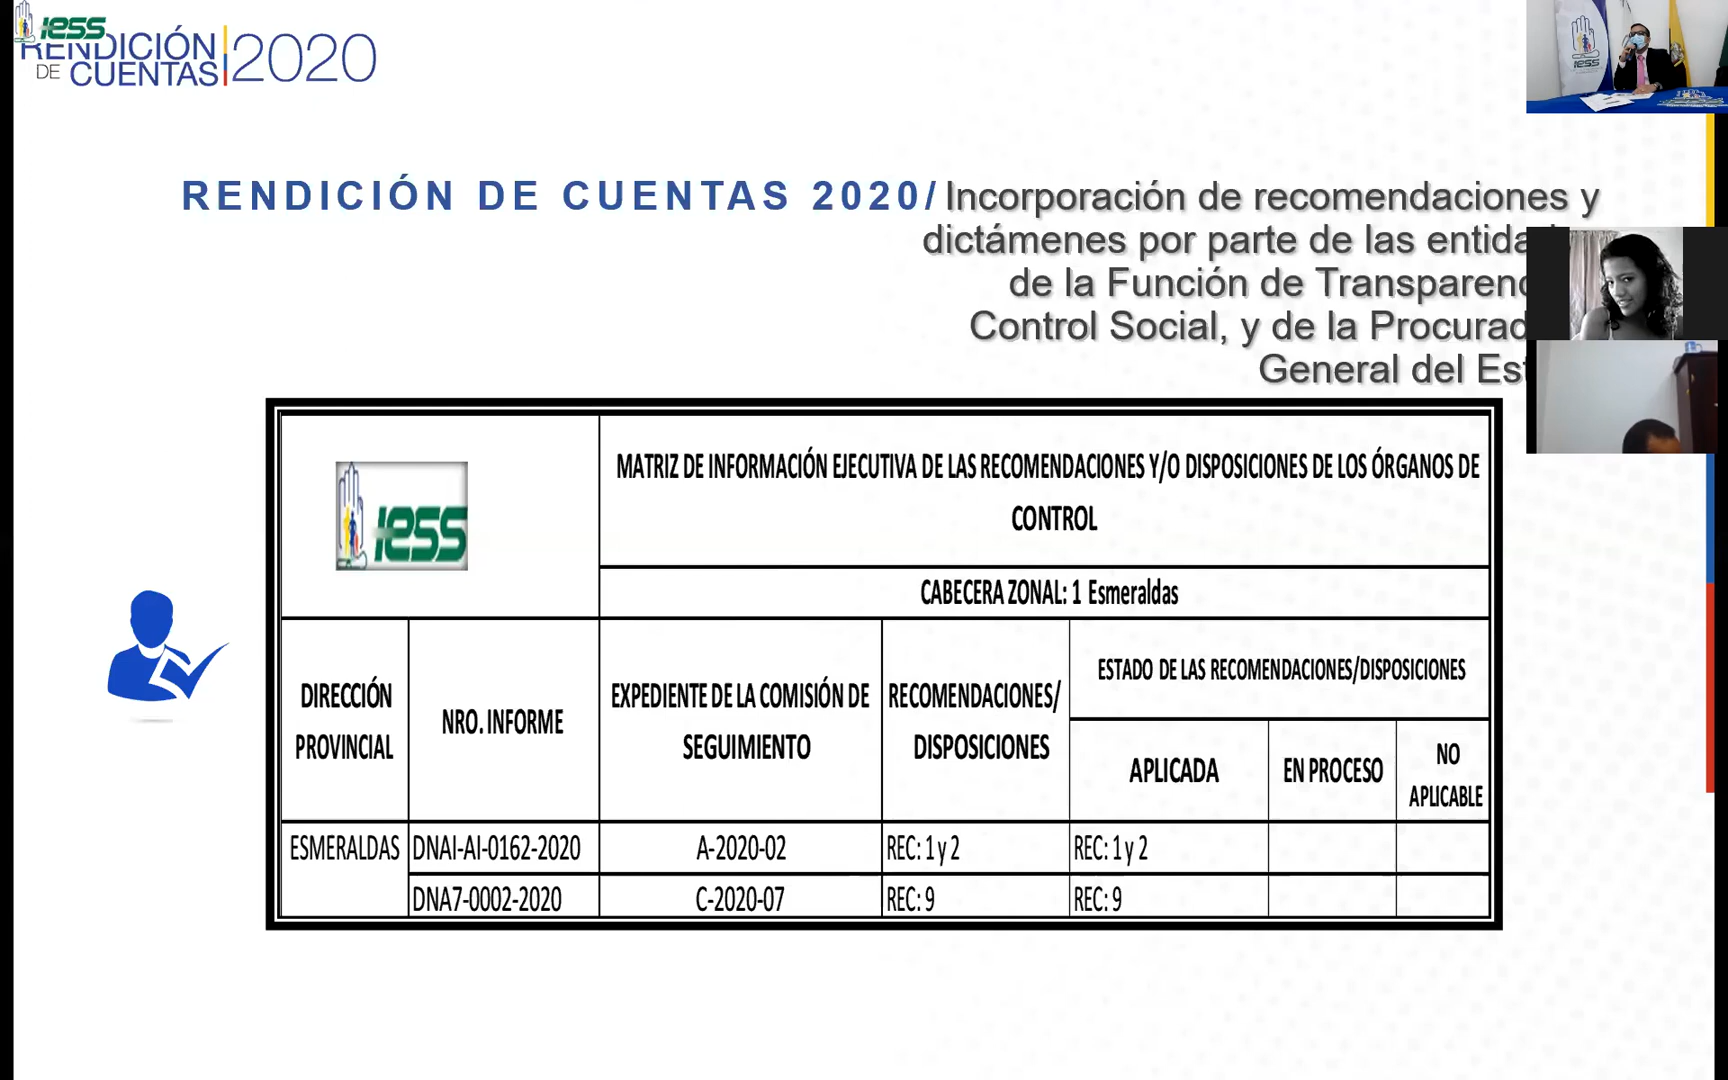 IESS
RENDICIÓN
DE CUENTAS 2020
IESS
RENDICIÓN DE CUENTAS 2020/ Incorporación de recomendaciones y
dictámenes por parte de las
de la Función de
Control Social, y de la
General del
IESS
MATRIZ DE INFORMACIÓN EJECUTIVA DE LAS RECOMENDACIONES Y/O DISPOSICIONES DE LOS ÓRGANOS DE
CONTROL
CABECERA ZONAL: 1 Esmeraldas
DIRECCIÓN
PROVINCIAL
NRO. INFORME
EXPEDIENTE DE LA COMISIÓN DE
SEGUIMIENTO
RECOMENDACIONES/
DISPOSICIONES
ESTADO DE LAS RECOMENDACIONES/DISPOSICIONES
APLICADA
EN PROCESO
NO
APLICABLE
ESMERALDAS DNAI-AI-0162-2020 A-2020-02 REC: 1 y 2 REC: 1 y 2
DNA7-0002-2020 C-2020-07 REC: 9 REC: 9